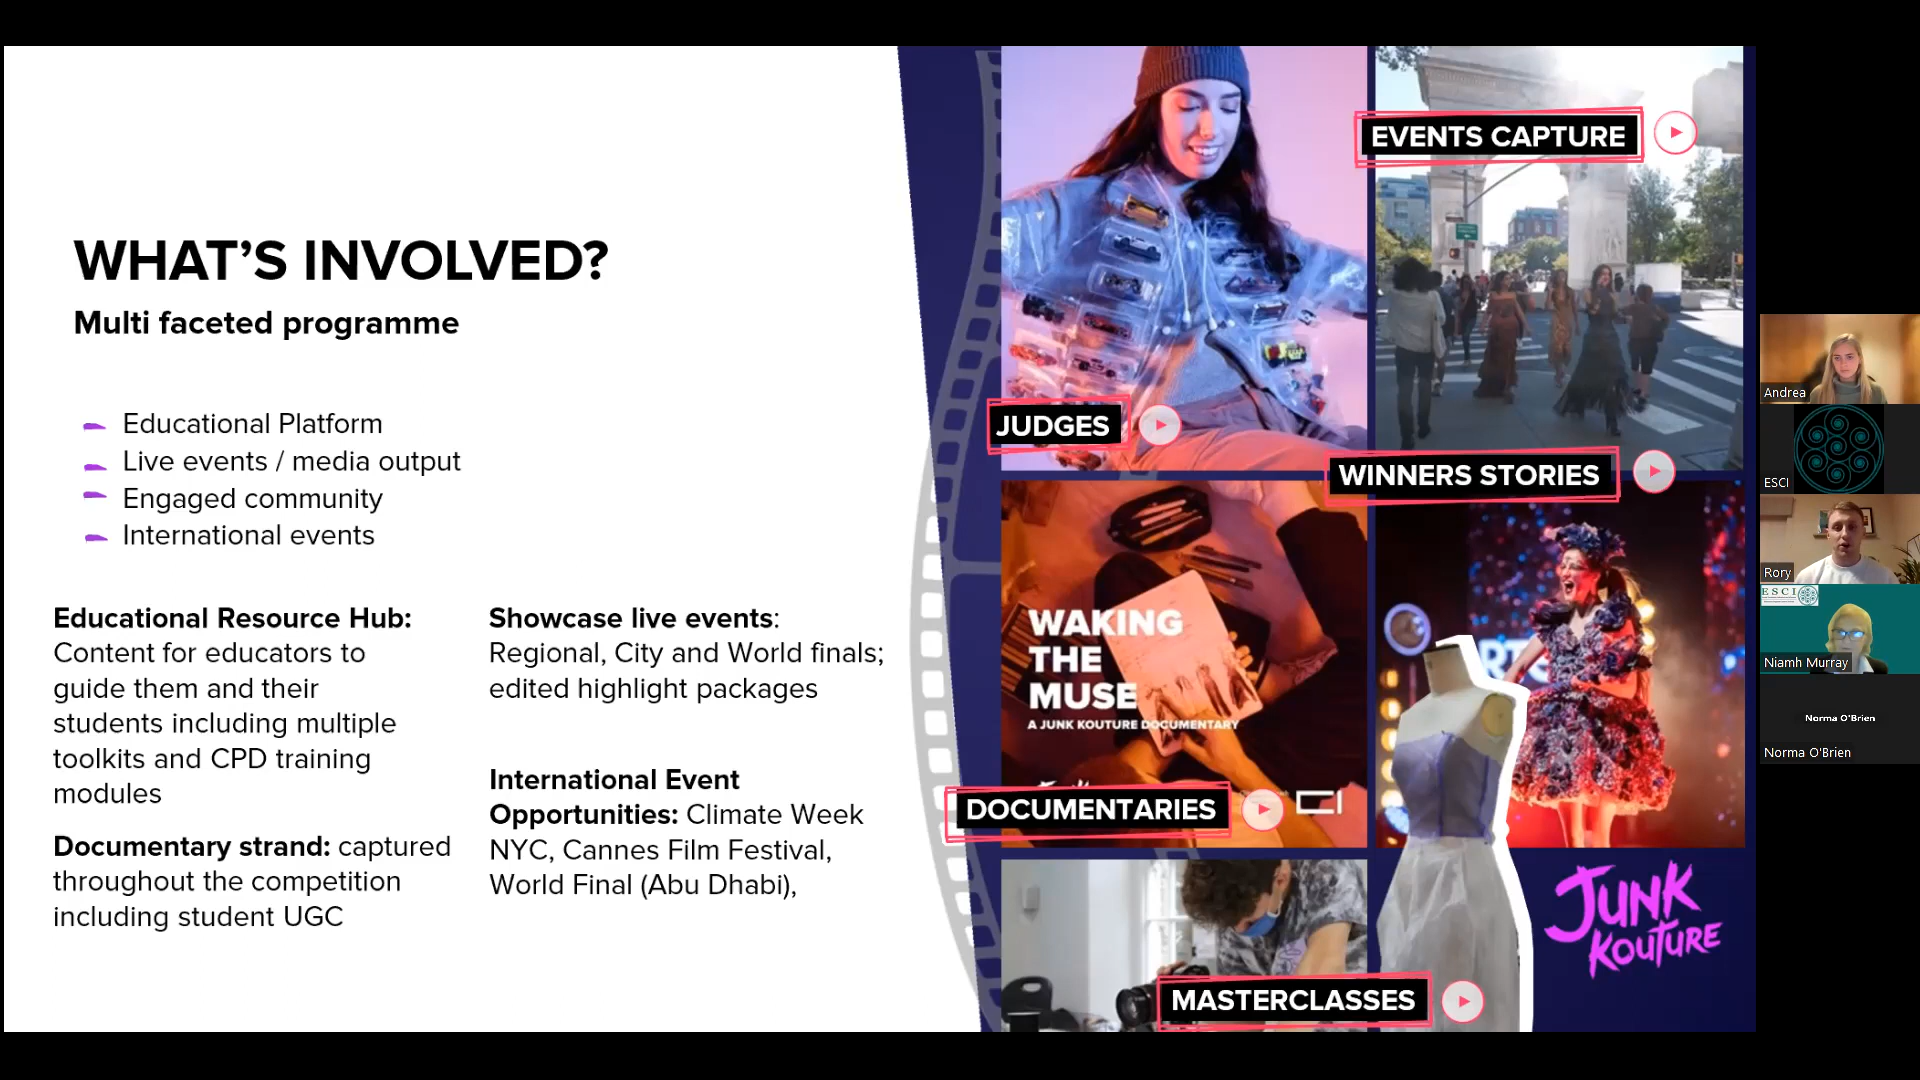 WHAT’S INVOLVED?
Multi faceted programme
Educational Platform
Live events / media output
Engaged community
International events
Educational Resource Hub:
Content for educators to
guide them and their
students including multiple
toolkits and CPD training
modules
Documentary strand: captured
throughout the competition
including student UGC
Showcase live events:
Regional, City and World finals;
edited highlight packages
International Event
Opportunities: Climate Week
NYC, Cannes Film Festival,
World Final (Abu Dhabi),
EVENTS CAPTURE
JUDGES
WINNERS STORIES
WAKING
THE
MUSE
A JUNK KOUTURE DOCUMENTARY
DOCUMENTARIES
MASTERCLASSES
JUNK
KOUTURE
Andrea
ESCI
Rory
ESCI
Niamh Murray
Norma O'Brien
Norma O'Brien